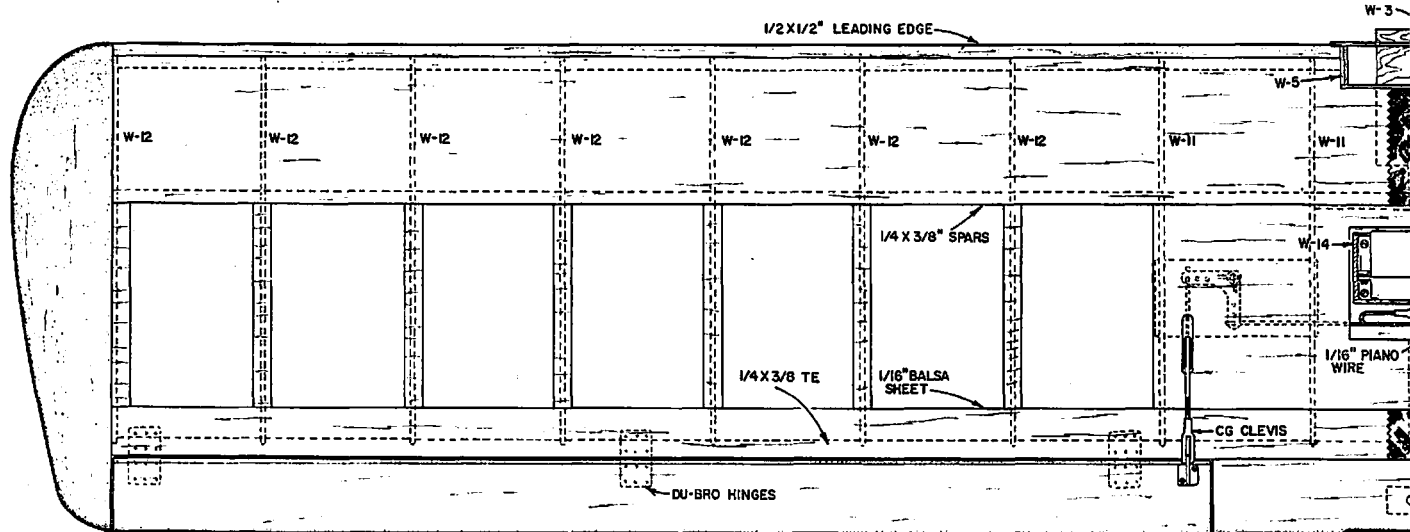 W-3
1/2X1/2" LEADING EDGE
W-5
W-12
W-12
W-12
W-12
W-12
W-12
W-12
W-11
W-11
1/4 X 3/8" SPARS
W-14
1/16" PIANO
WIRE
1/4 X 3/8 TE
1/16" BALSA
SHEET
CG CLEVIS
DU-BRO HINGES